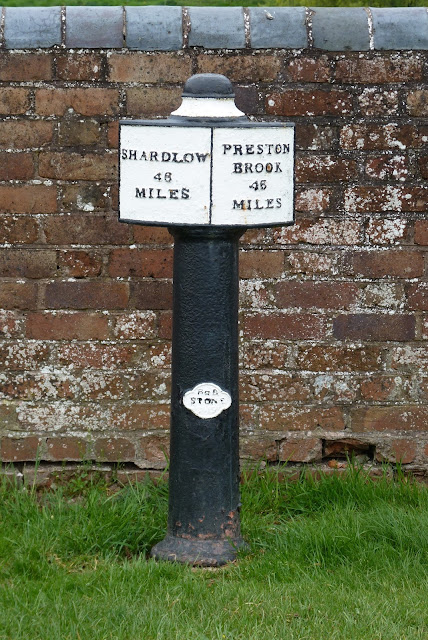 SHARDLOW
46
MILES
PRESTON
BROOK
46
MILES
STONE